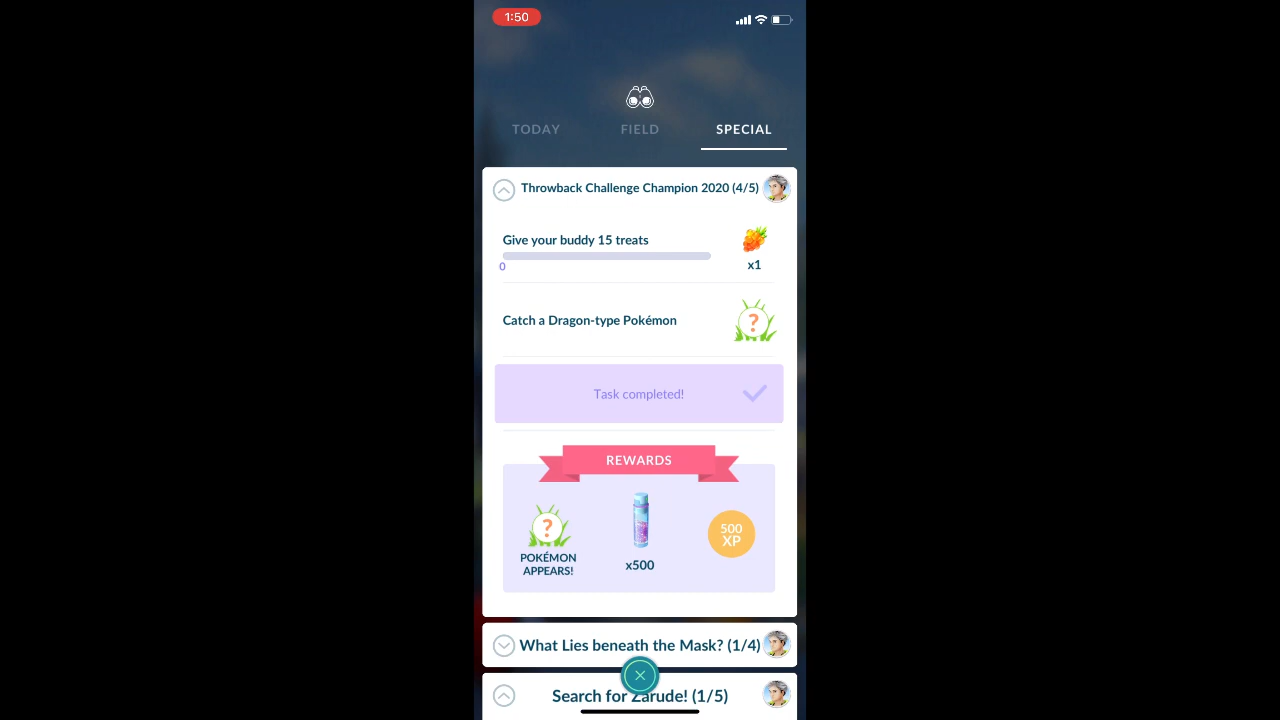 1:50
TODAY FIELD SPECIAL
Throwback Challenge Champion 2020 (4/5)
Give your buddy 15 treats
0
x1
Catch a Dragon-type Pokémon
?
Task completed!
REWARDS
?
POKÉMON
APPEARS!
x500
500
XP
What Lies beneath the Mask? (1/4)
Search for Zarude! (1/5)